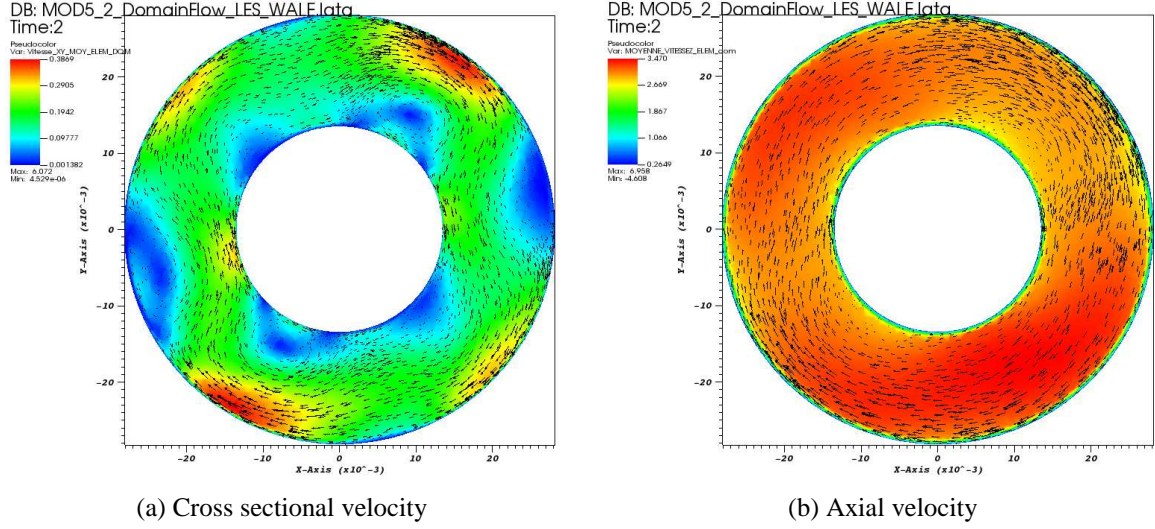 DB: MOD5_2_DomainFlow_LES_WALE.lata
Time:2
Pseudocolor
Var: Vitesse_XY_MOY_ELEM_DOM
0.3869
0.2905
0.1942
0.09777
0.001382
Max: 6.072
Min: 4.529e-06
Y-Axis (x10^-3)
20
10
0
-10
-20
-20
-10
0
10
20
X-Axis (x10^-3)
(a) Cross sectional velocity
DB: MOD5_2_DomainFlow_LES_WALE.lata
Time:2
Pseudocolor
Var: MOYENNE_VITESSEZ_ELEM_dom
3.470
2.669
1.867
1.066
0.2649
Max: 6.958
Min: -4.608
Y-Axis (x10^-3)
20
10
0
-10
-20
-20
-10
0
10
20
X-Axis (x10^-3)
(b) Axial velocity